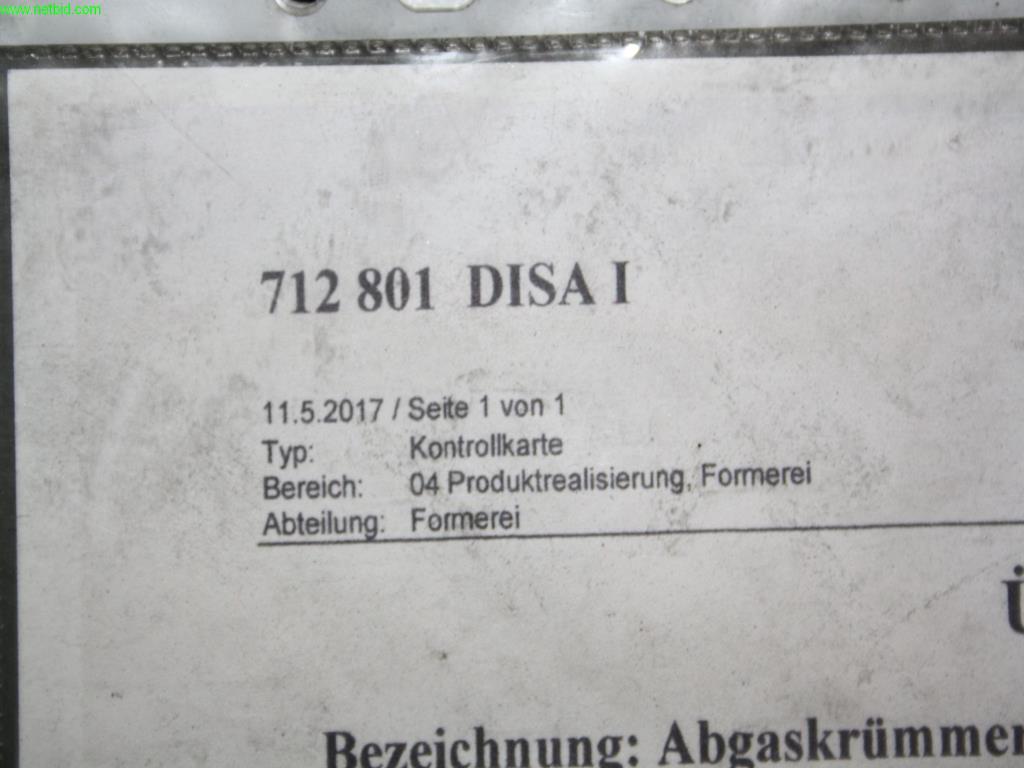 www.netbid.com
712 801 DISA I
11.5.2017 / Seite 1 von 1
Typ: Kontrollkarte
Bereich: 04 Produktrealisierung, Formerei
Abteilung: Formerei
Ü
Bezeichnung: Abgaskrümmer